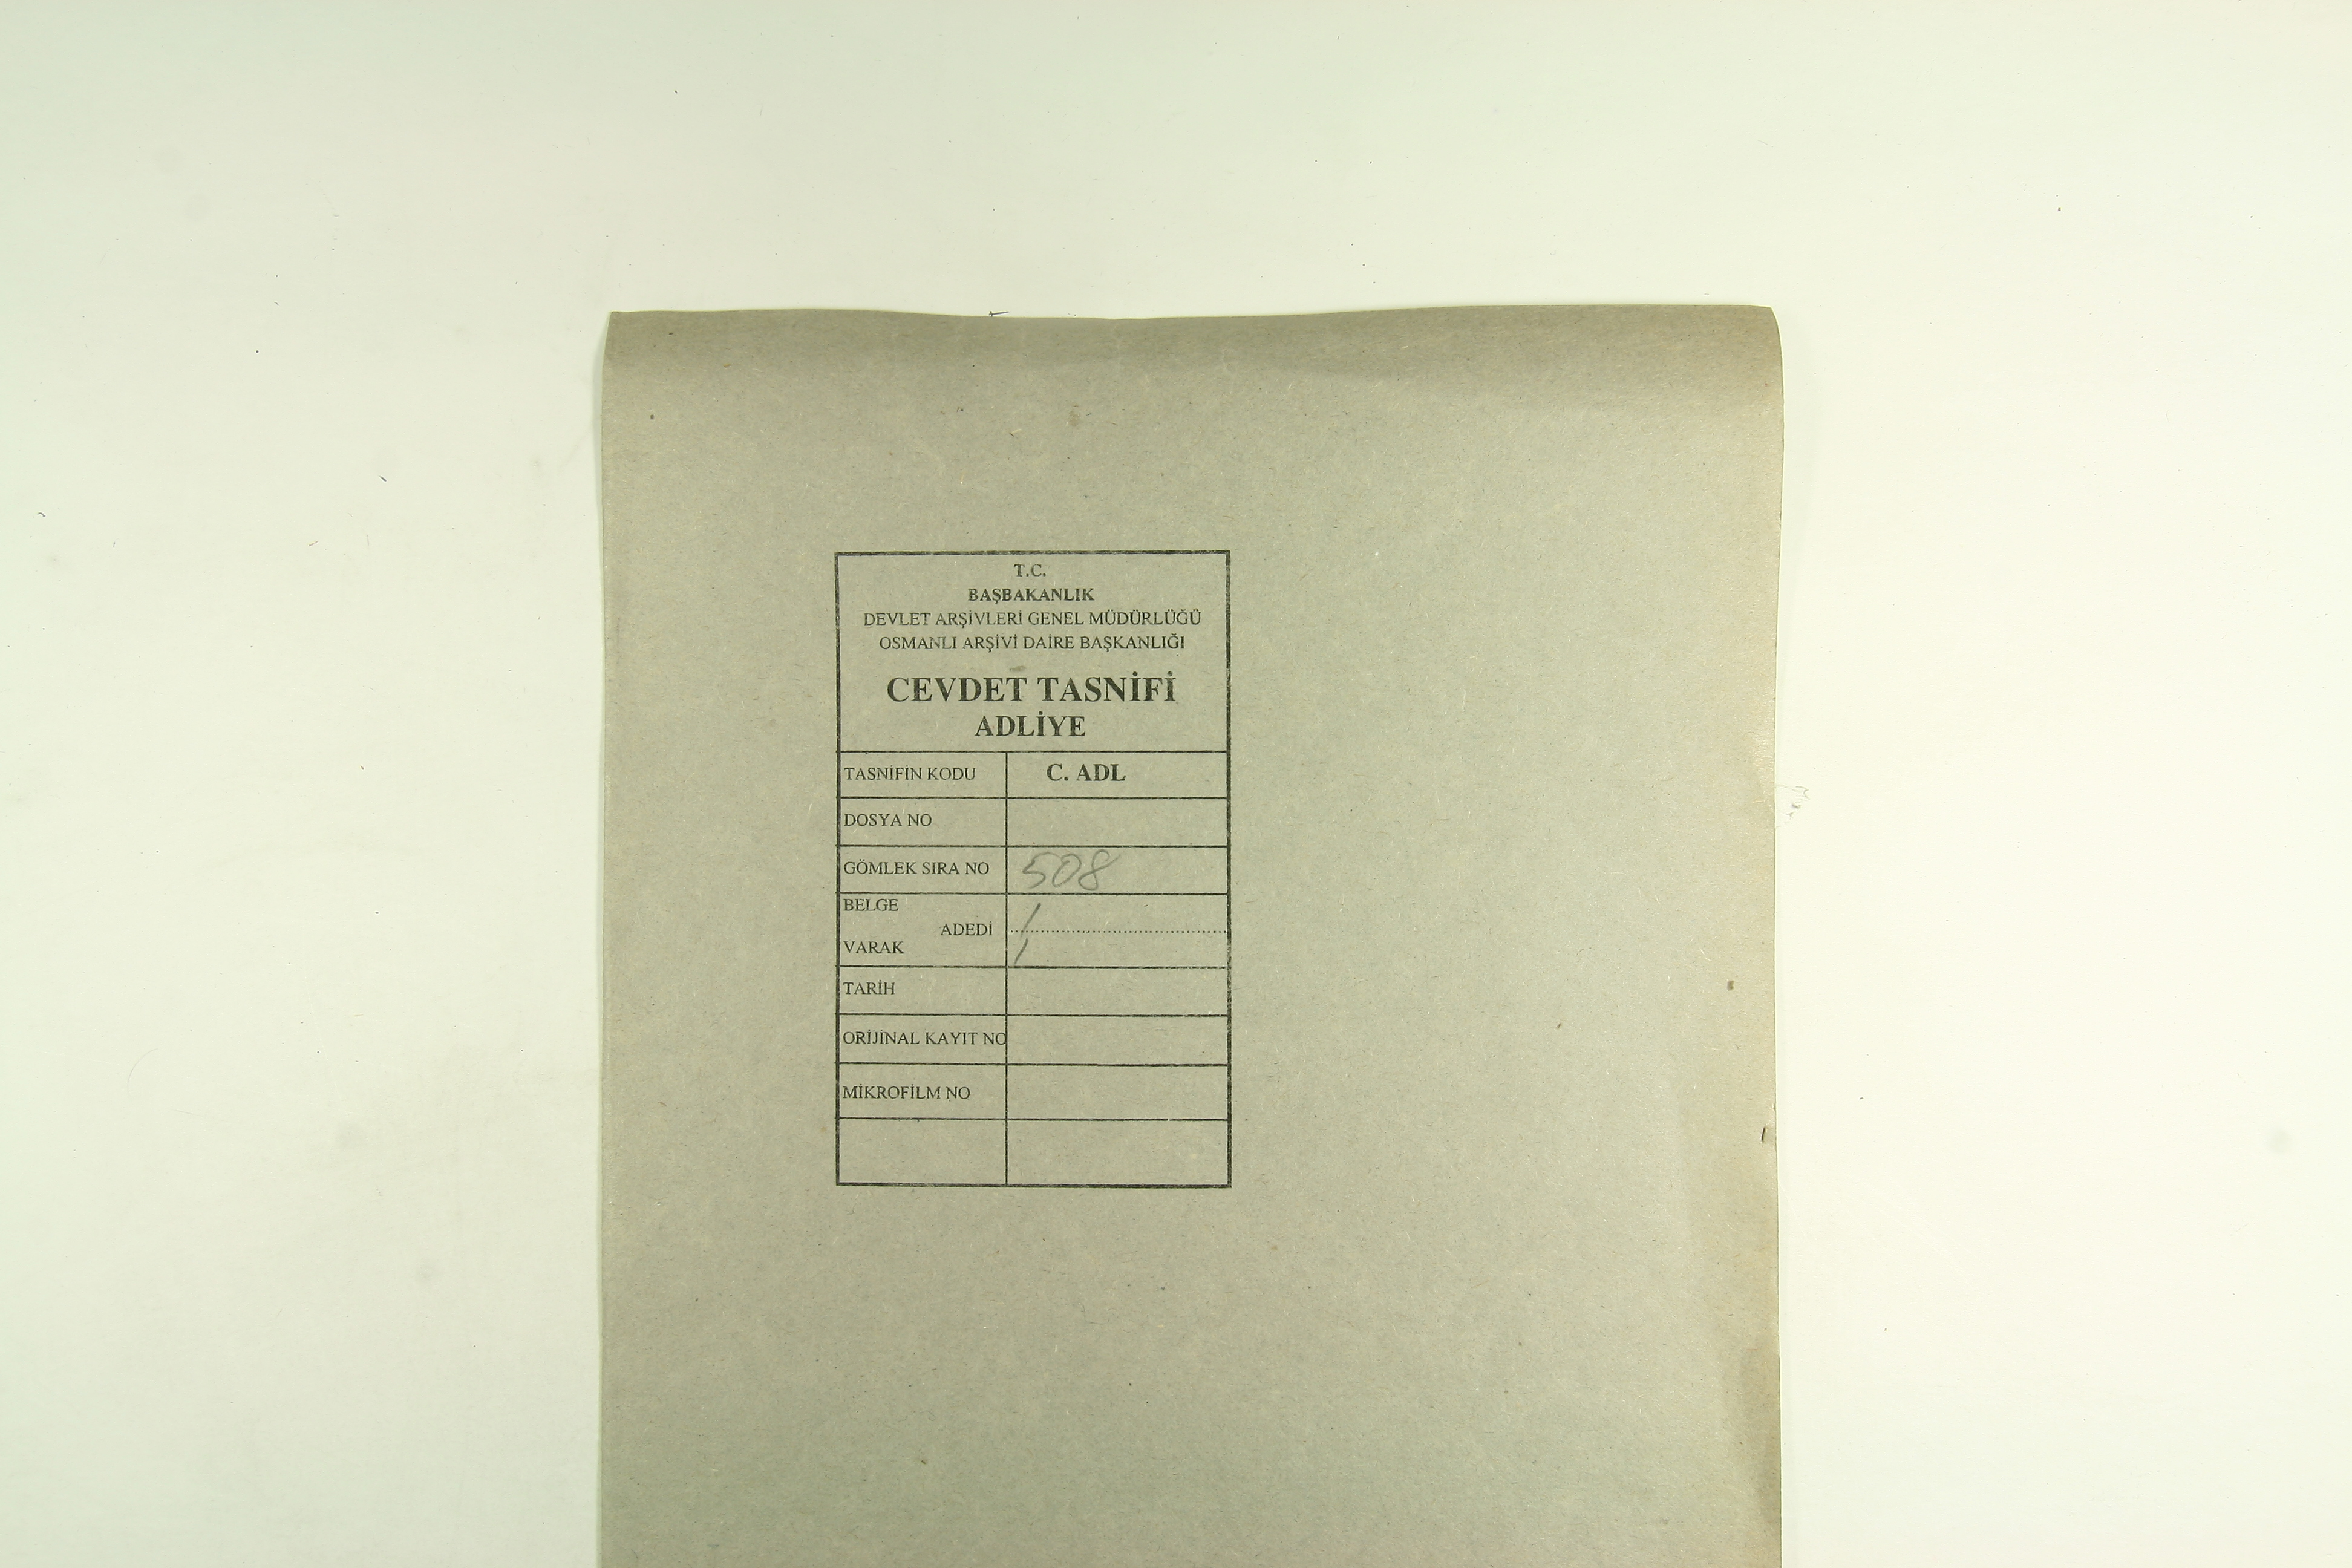 T.C.
BAŞBAKANLIK
DEVLET ARŞİVLERİ GENEL MÜDÜRLÜĞÜ
OSMANLI ARŞİVİ DAİRE BAŞKANLIĞI
CEVDET TASNİFİ
ADLİYE
TASNİFİN KODU C. ADL
DOSYA NO
GÖMLEK SIRA NO 508
BELGE 1
ADEDİ
VARAK 1
TARİH
ORİJİNAL KAYIT NO
MİKROFİLM NO